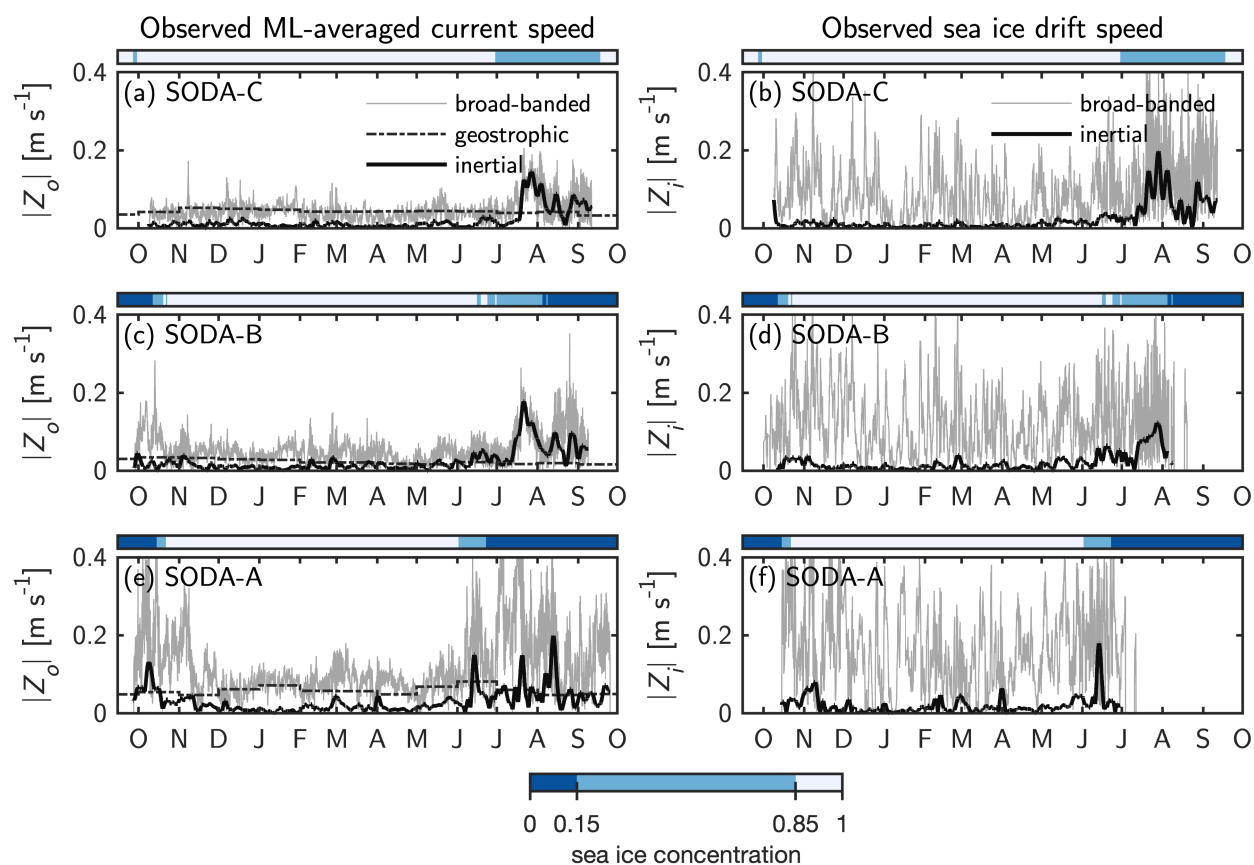 Observed ML-averaged current speed
Observed sea ice drift speed
(a) SODA-C
broad-banded
geostrophic
inertial
|Z_o| [m s^-1]
0.4
0.2
0
O N D J F M A M J J A S O
(b) SODA-C
broad-banded
inertial
|Z_i| [m s^-1]
0.4
0.2
0
O N D J F M A M J J A S O
(c) SODA-B
|Z_o| [m s^-1]
0.4
0.2
0
O N D J F M A M J J A S O
(d) SODA-B
|Z_i| [m s^-1]
0.4
0.2
0
O N D J F M A M J J A S O
(e) SODA-A
|Z_o| [m s^-1]
0.4
0.2
0
O N D J F M A M J J A S O
(f) SODA-A
|Z_i| [m s^-1]
0.4
0.2
0
O N D J F M A M J J A S O
0 0.15 0.85 1
sea ice concentration